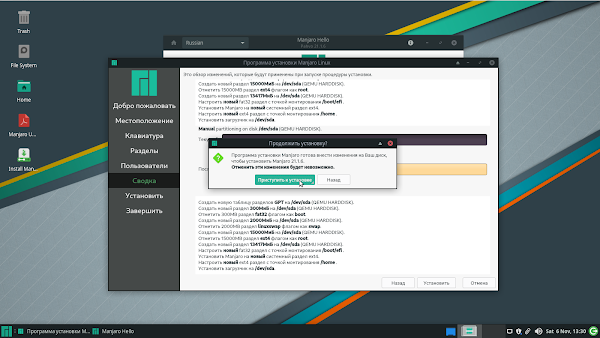 Trash
File System
Home
Manjaro U...
Install Man...
Manjaro Hello
Russian
Программа установки Manjaro Linux
Добро пожаловать
Местоположение
Клавиатура
Разделы
Пользователи
Сводка
Установить
Завершить
Это обзор изменений, которые будут применены при запуске процедуры установки.
Создать новый раздел 15000МиБ на /dev/sda (QEMU HARDDISK).
Отметить 15000MB раздел ext4 флагом как root.
Создать новый раздел 13417МиБ на /dev/sda (QEMU HARDDISK).
Настроить новый fat32 раздел с точкой монтирования /boot/efi.
Установить Manjaro на новый системный раздел ext4.
Настроить новый ext4 раздел с точкой монтирования /home.
Установить загрузчик на /dev/sda.
Manual partitioning on disk /dev/sda (QEMU HARDDISK)
Продолжить установку?
Программа установки Manjaro готова внести изменения на Ваш диск,
чтобы установить Manjaro 21.1.6.
Отменить эти изменения будет невозможно.
Приступить к установке
Назад
Создать новую таблицу разделов GPT на /dev/sda (QEMU HARDDISK).
Создать новый раздел 300МиБ на /dev/sda (QEMU HARDDISK).
Отметить 300MB раздел fat32 флагом как boot.
Создать новый раздел 2000МиБ на /dev/sda (QEMU HARDDISK).
Отметить 2000MB раздел linuxswap флагом как swap.
Создать новый раздел 15000МиБ на /dev/sda (QEMU HARDDISK).
Отметить 15000MB раздел ext4 флагом как root.
Создать новый раздел 13417МиБ на /dev/sda (QEMU HARDDISK).
Настроить новый fat32 раздел с точкой монтирования /boot/efi.
Установить Manjaro на новый системный раздел ext4.
Настроить новый ext4 раздел с точкой монтирования /home.
Установить загрузчик на /dev/sda.
Назад
Установить
Отмена
Программа установки M...
Manjaro Hello
Sat 6 Nov, 13:30